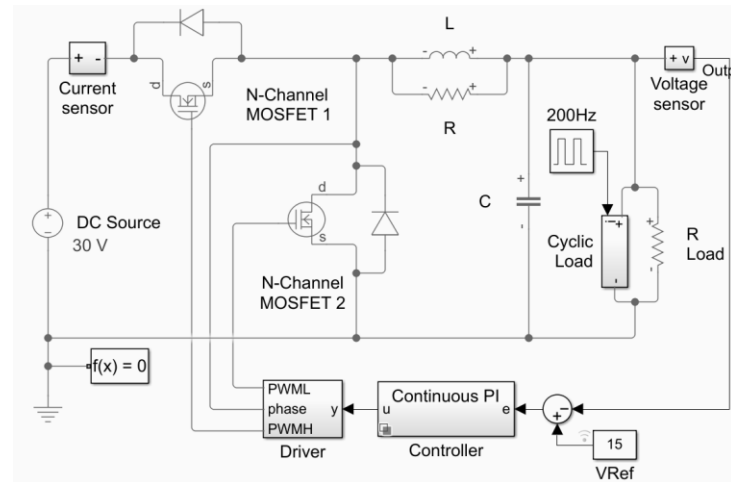 L
+ -
- +
Current
sensor
d
s
N-Channel
MOSFET 1
- +
R
+ v
Outp
Voltage
sensor
200Hz
+
-
DC Source
30 V
d
s
N-Channel
MOSFET 2
+
C
-
- +
Cyclic
Load
-
+
R
Load
-
f(x) = 0
PWML
phase y
PWMH
Driver
Continuous PI
u e
Controller
-
+
15
VRef